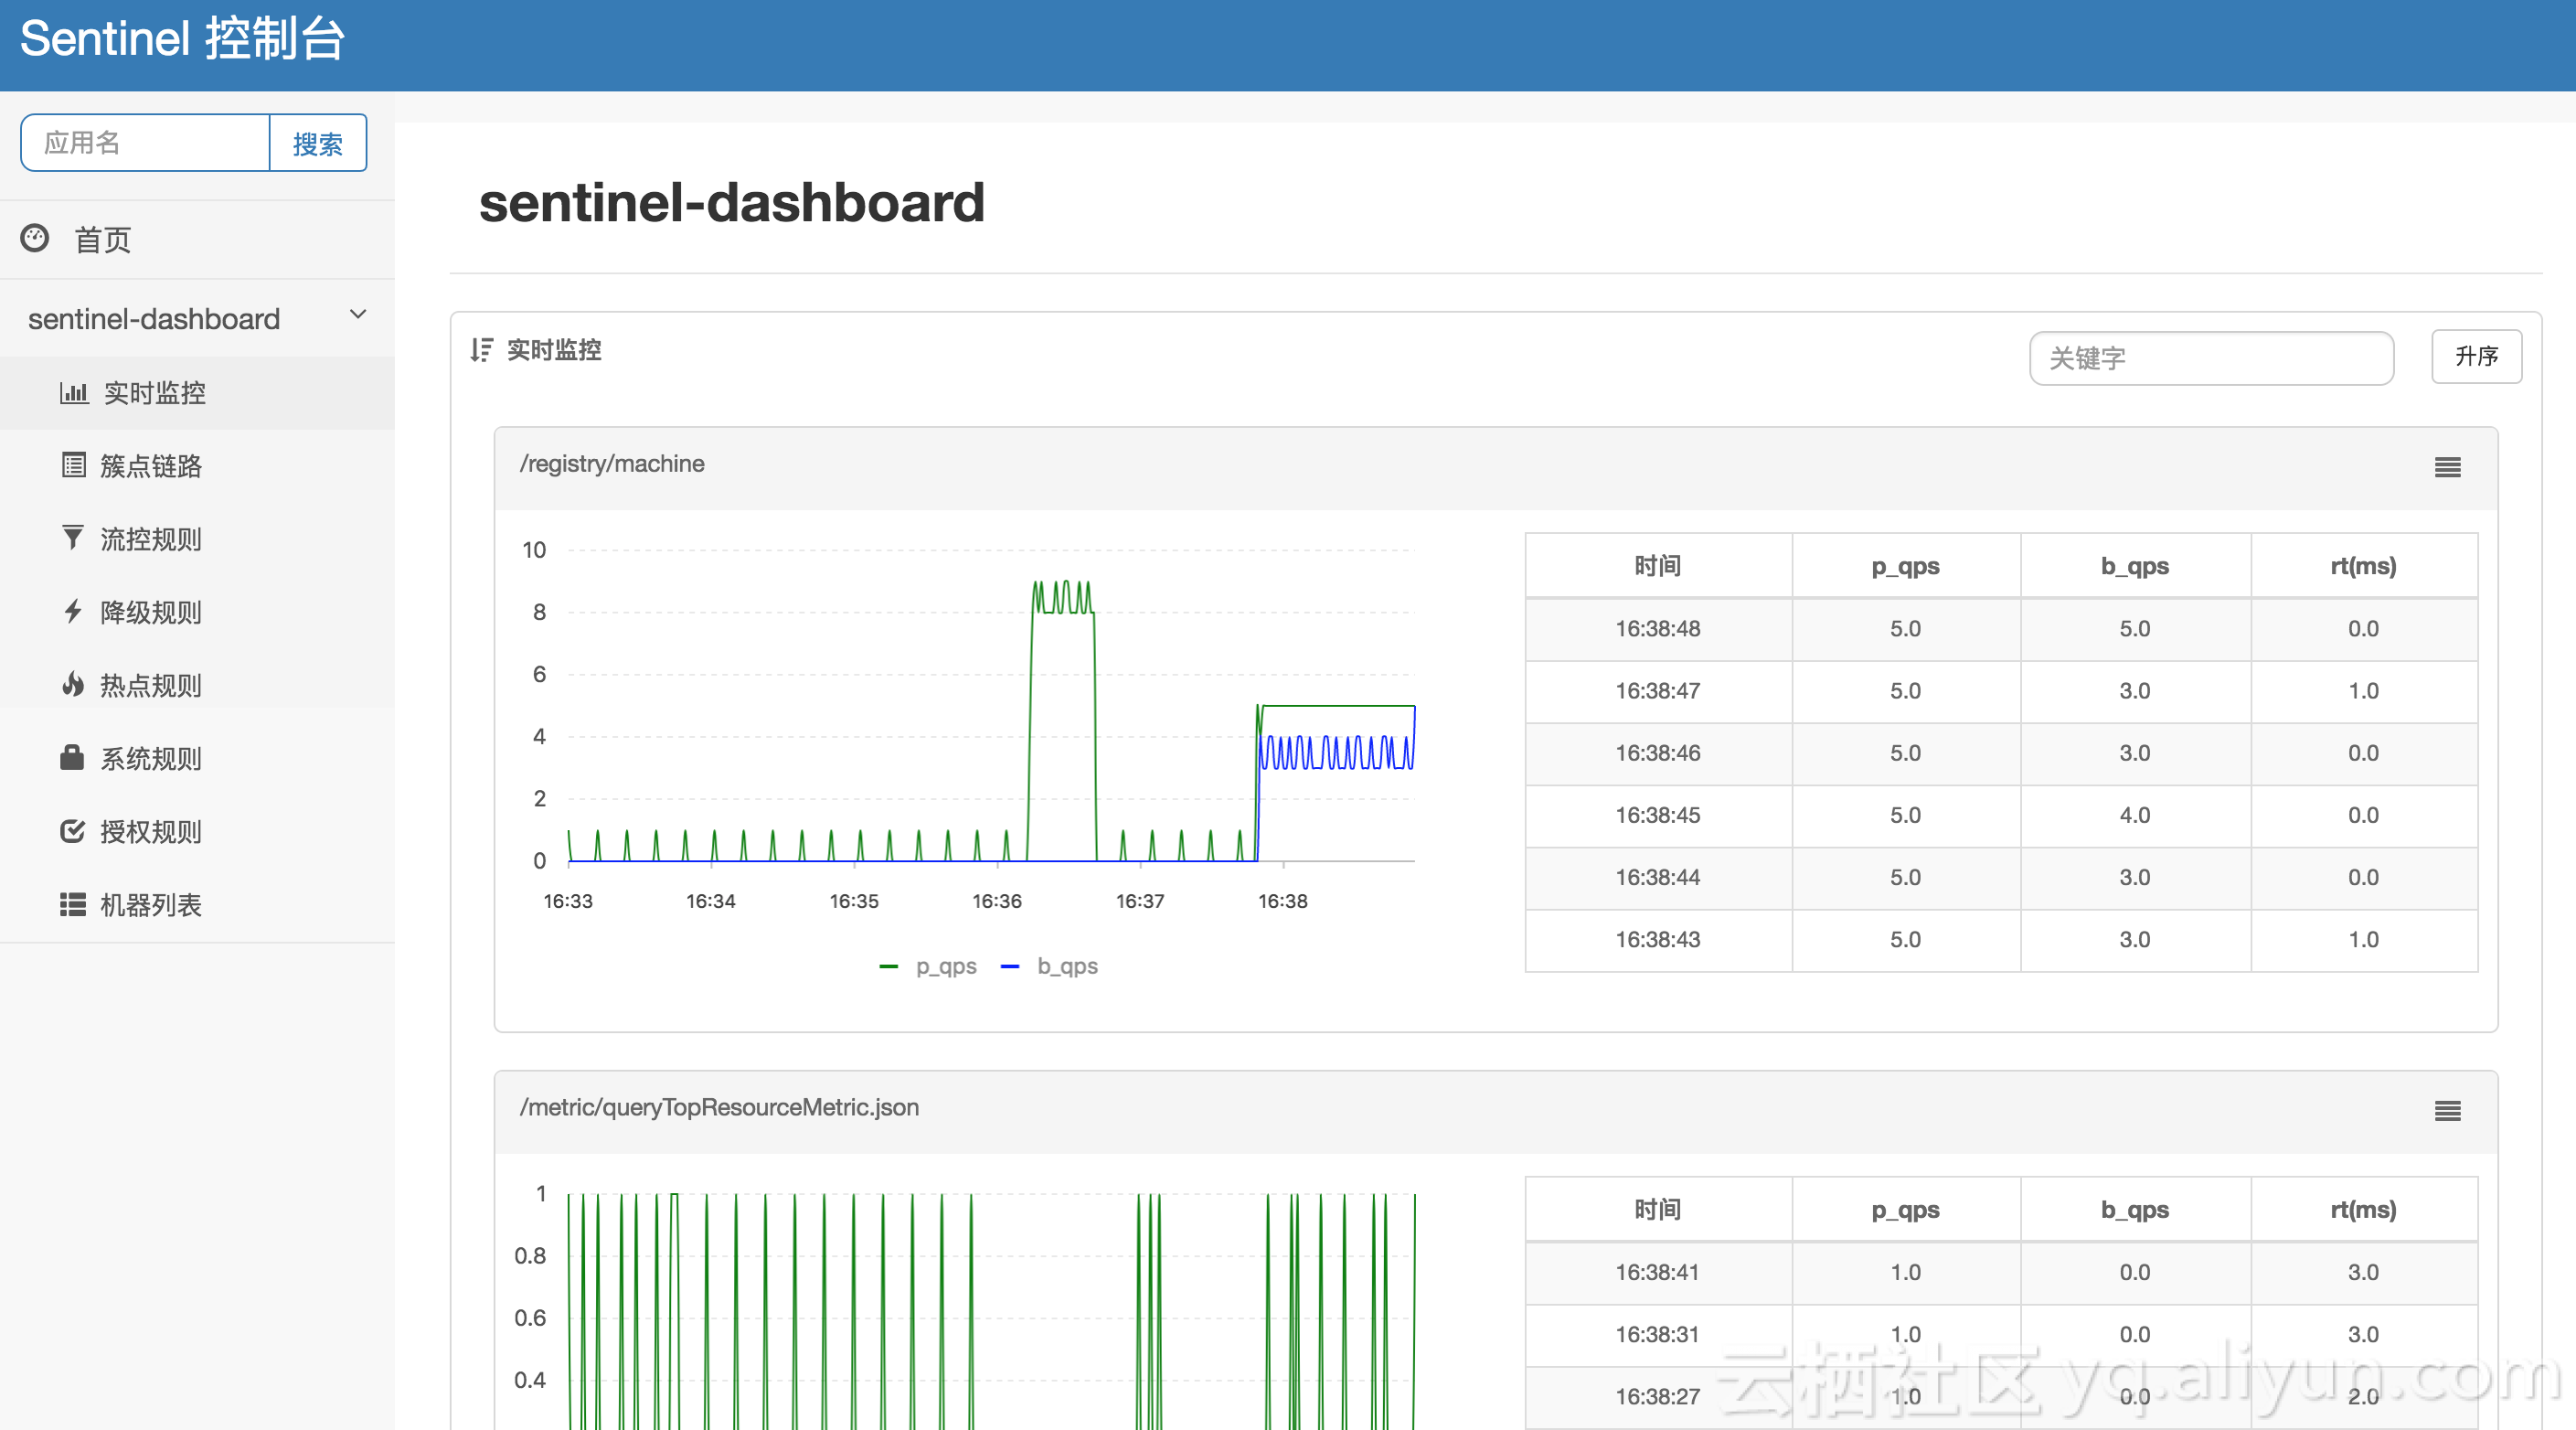 Sentinel 控制台
应用名 搜索
首页
sentinel-dashboard
实时监控
簇点链路
流控规则
降级规则
热点规则
系统规则
授权规则
机器列表
sentinel-dashboard
实时监控 关键字 升序
/registry/machine
10
8
6
4
2
0
16:33 16:34 16:35 16:36 16:37 16:38
p_qps b_qps
时间 p_qps b_qps rt(ms)
16:38:48 5.0 5.0 0.0
16:38:47 5.0 3.0 1.0
16:38:46 5.0 3.0 0.0
16:38:45 5.0 4.0 0.0
16:38:44 5.0 3.0 0.0
16:38:43 5.0 3.0 1.0
/metric/queryTopResourceMetric.json
1
0.8
0.6
0.4
时间 p_qps b_qps rt(ms)
16:38:41 1.0 0.0 3.0
16:38:31 1.0 0.0 3.0
16:38:27 1.0 0.0 2.0
云栖社区 yq.aliyun.com